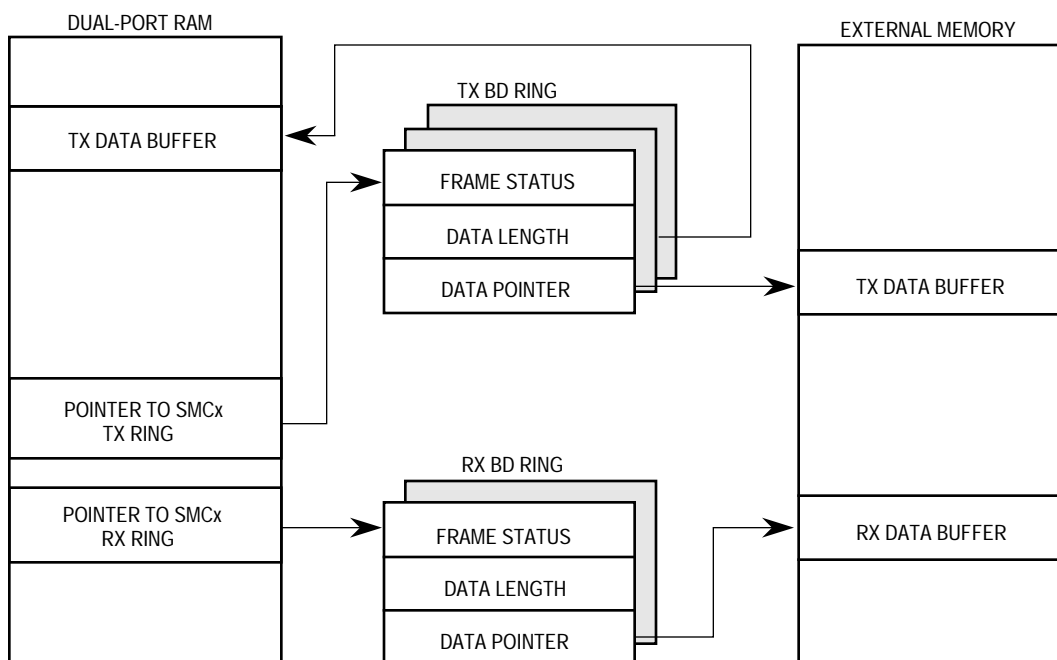 DUAL-PORT RAM
EXTERNAL MEMORY
TX BD RING
TX DATA BUFFER
FRAME STATUS
DATA LENGTH
DATA POINTER
TX DATA BUFFER
POINTER TO SMCx
TX RING
RX BD RING
POINTER TO SMCx
RX RING
FRAME STATUS
RX DATA BUFFER
DATA LENGTH
DATA POINTER